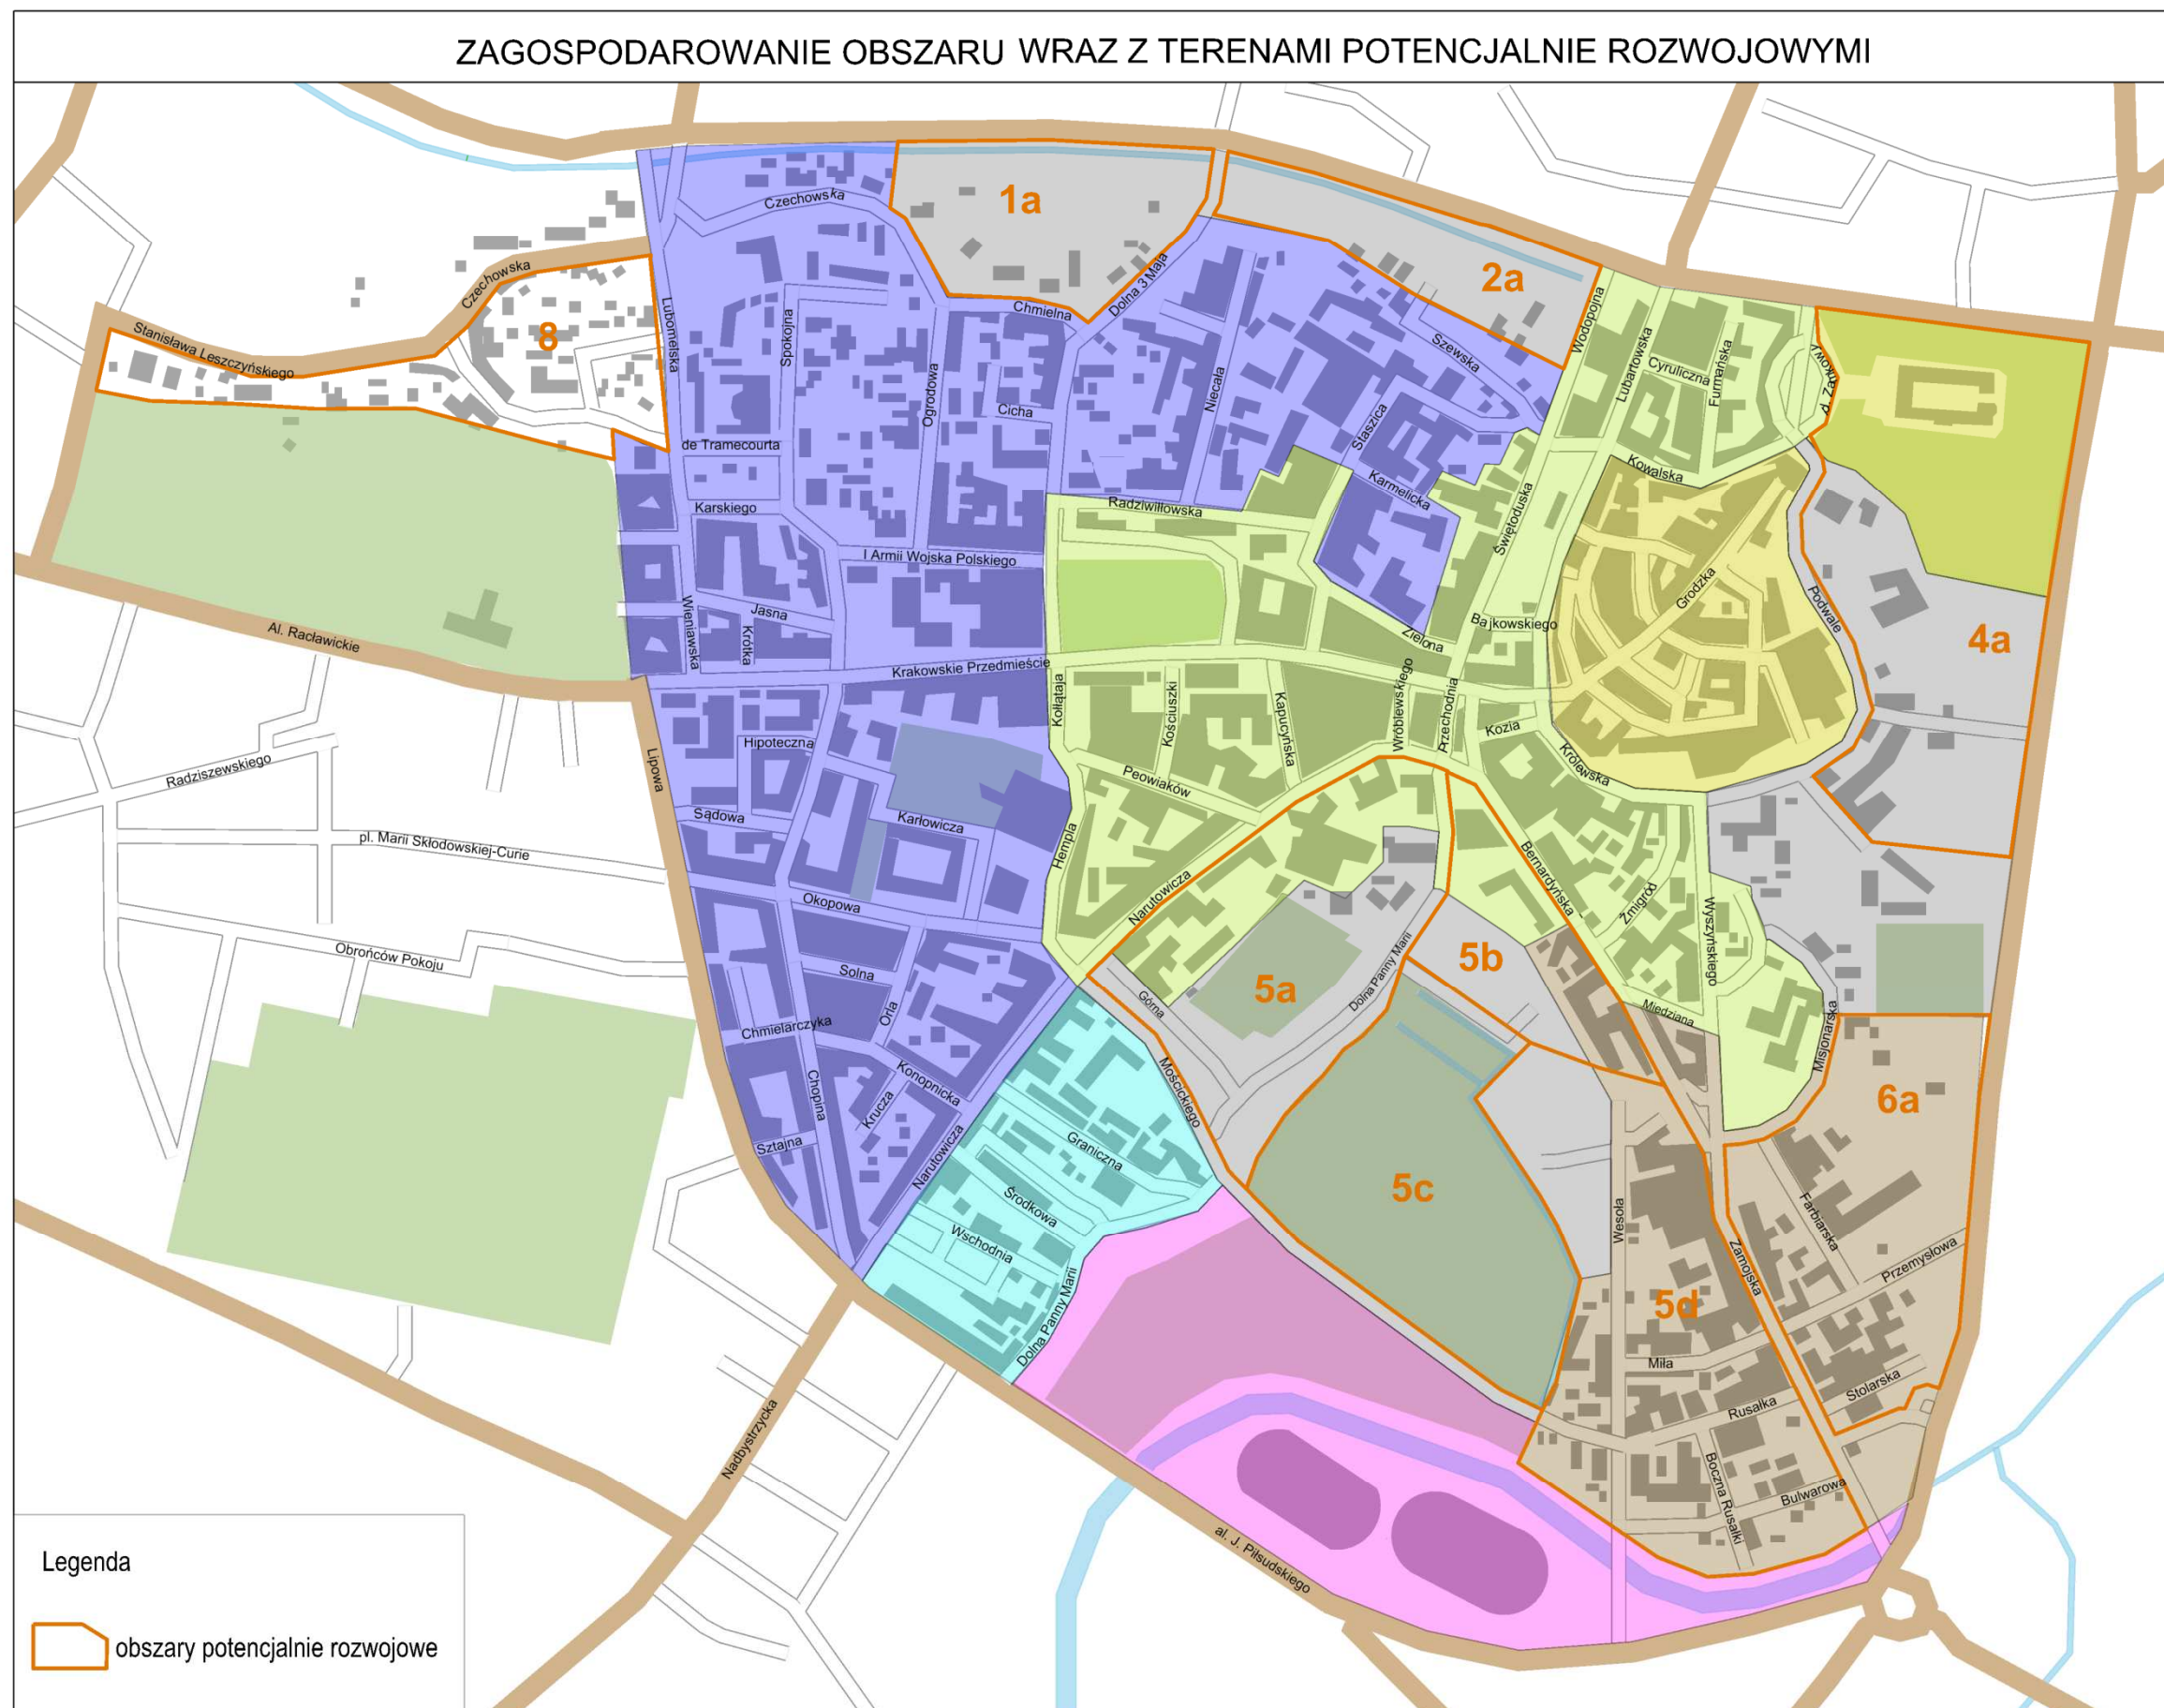 ZAGOSPODAROWANIE OBSZARU WRAZ Z TERENAMI POTENCJALNIE ROZWOJOWYMI
1a
Czechowska
2a
Czechowska
Dolna 3 Maja
Chmielna
Stanisława Leszczyńskiego
8
Lubomelska
Spokojna
Szewska
Wodopojna
Lubartowska
Cyruliczna
Furmańska
Ogrodowa
Cicha
Niecała
Staszica
de Tramecourta
Karskiego
Radziwiłłowska
Karmelicka
Kowalska
Świętoduska
I Armii Wojska Polskiego
Grodzka
Podwale
4a
Al. Racławickie
Wieniawska
Jasna
Krótka
Bajkowskiego
Zielona
Krakowskie Przedmieście
Kołłątaja
Kościuszki
Kapucyńska
Wróblewskiego
Przechodnia
Kozia
Królewska
Hipoteczna
Lipowa
Radziszewskiego
Peowiaków
Sądowa
Karłowicza
Hempla
pl. Marii Skłodowskiej-Curie
Narutowicza
Bernardyńska
Żmigród
Wyszyńskiego
Okopowa
Obrońców Pokoju
Solna
Orla
5a
5b
Dolna Panny Marii
Górna
Miedziana
Misjonarska
Chmielarczyka
Chopina
Konopnicka
Krucza
Mościckiego
6a
Sztajna
Narutowicza
Graniczna
Środkowa
Wschodnia
5c
Wesoła
Farbiarska
Przemysłowa
Zamojska
Dolna Panny Marii
5d
Miła
Stolarska
Rusałka
Nadbystrzycka
Boczna Rusałki
Bulwarowa
al. J. Piłsudskiego
Legenda
obszary potencjalnie rozwojowe